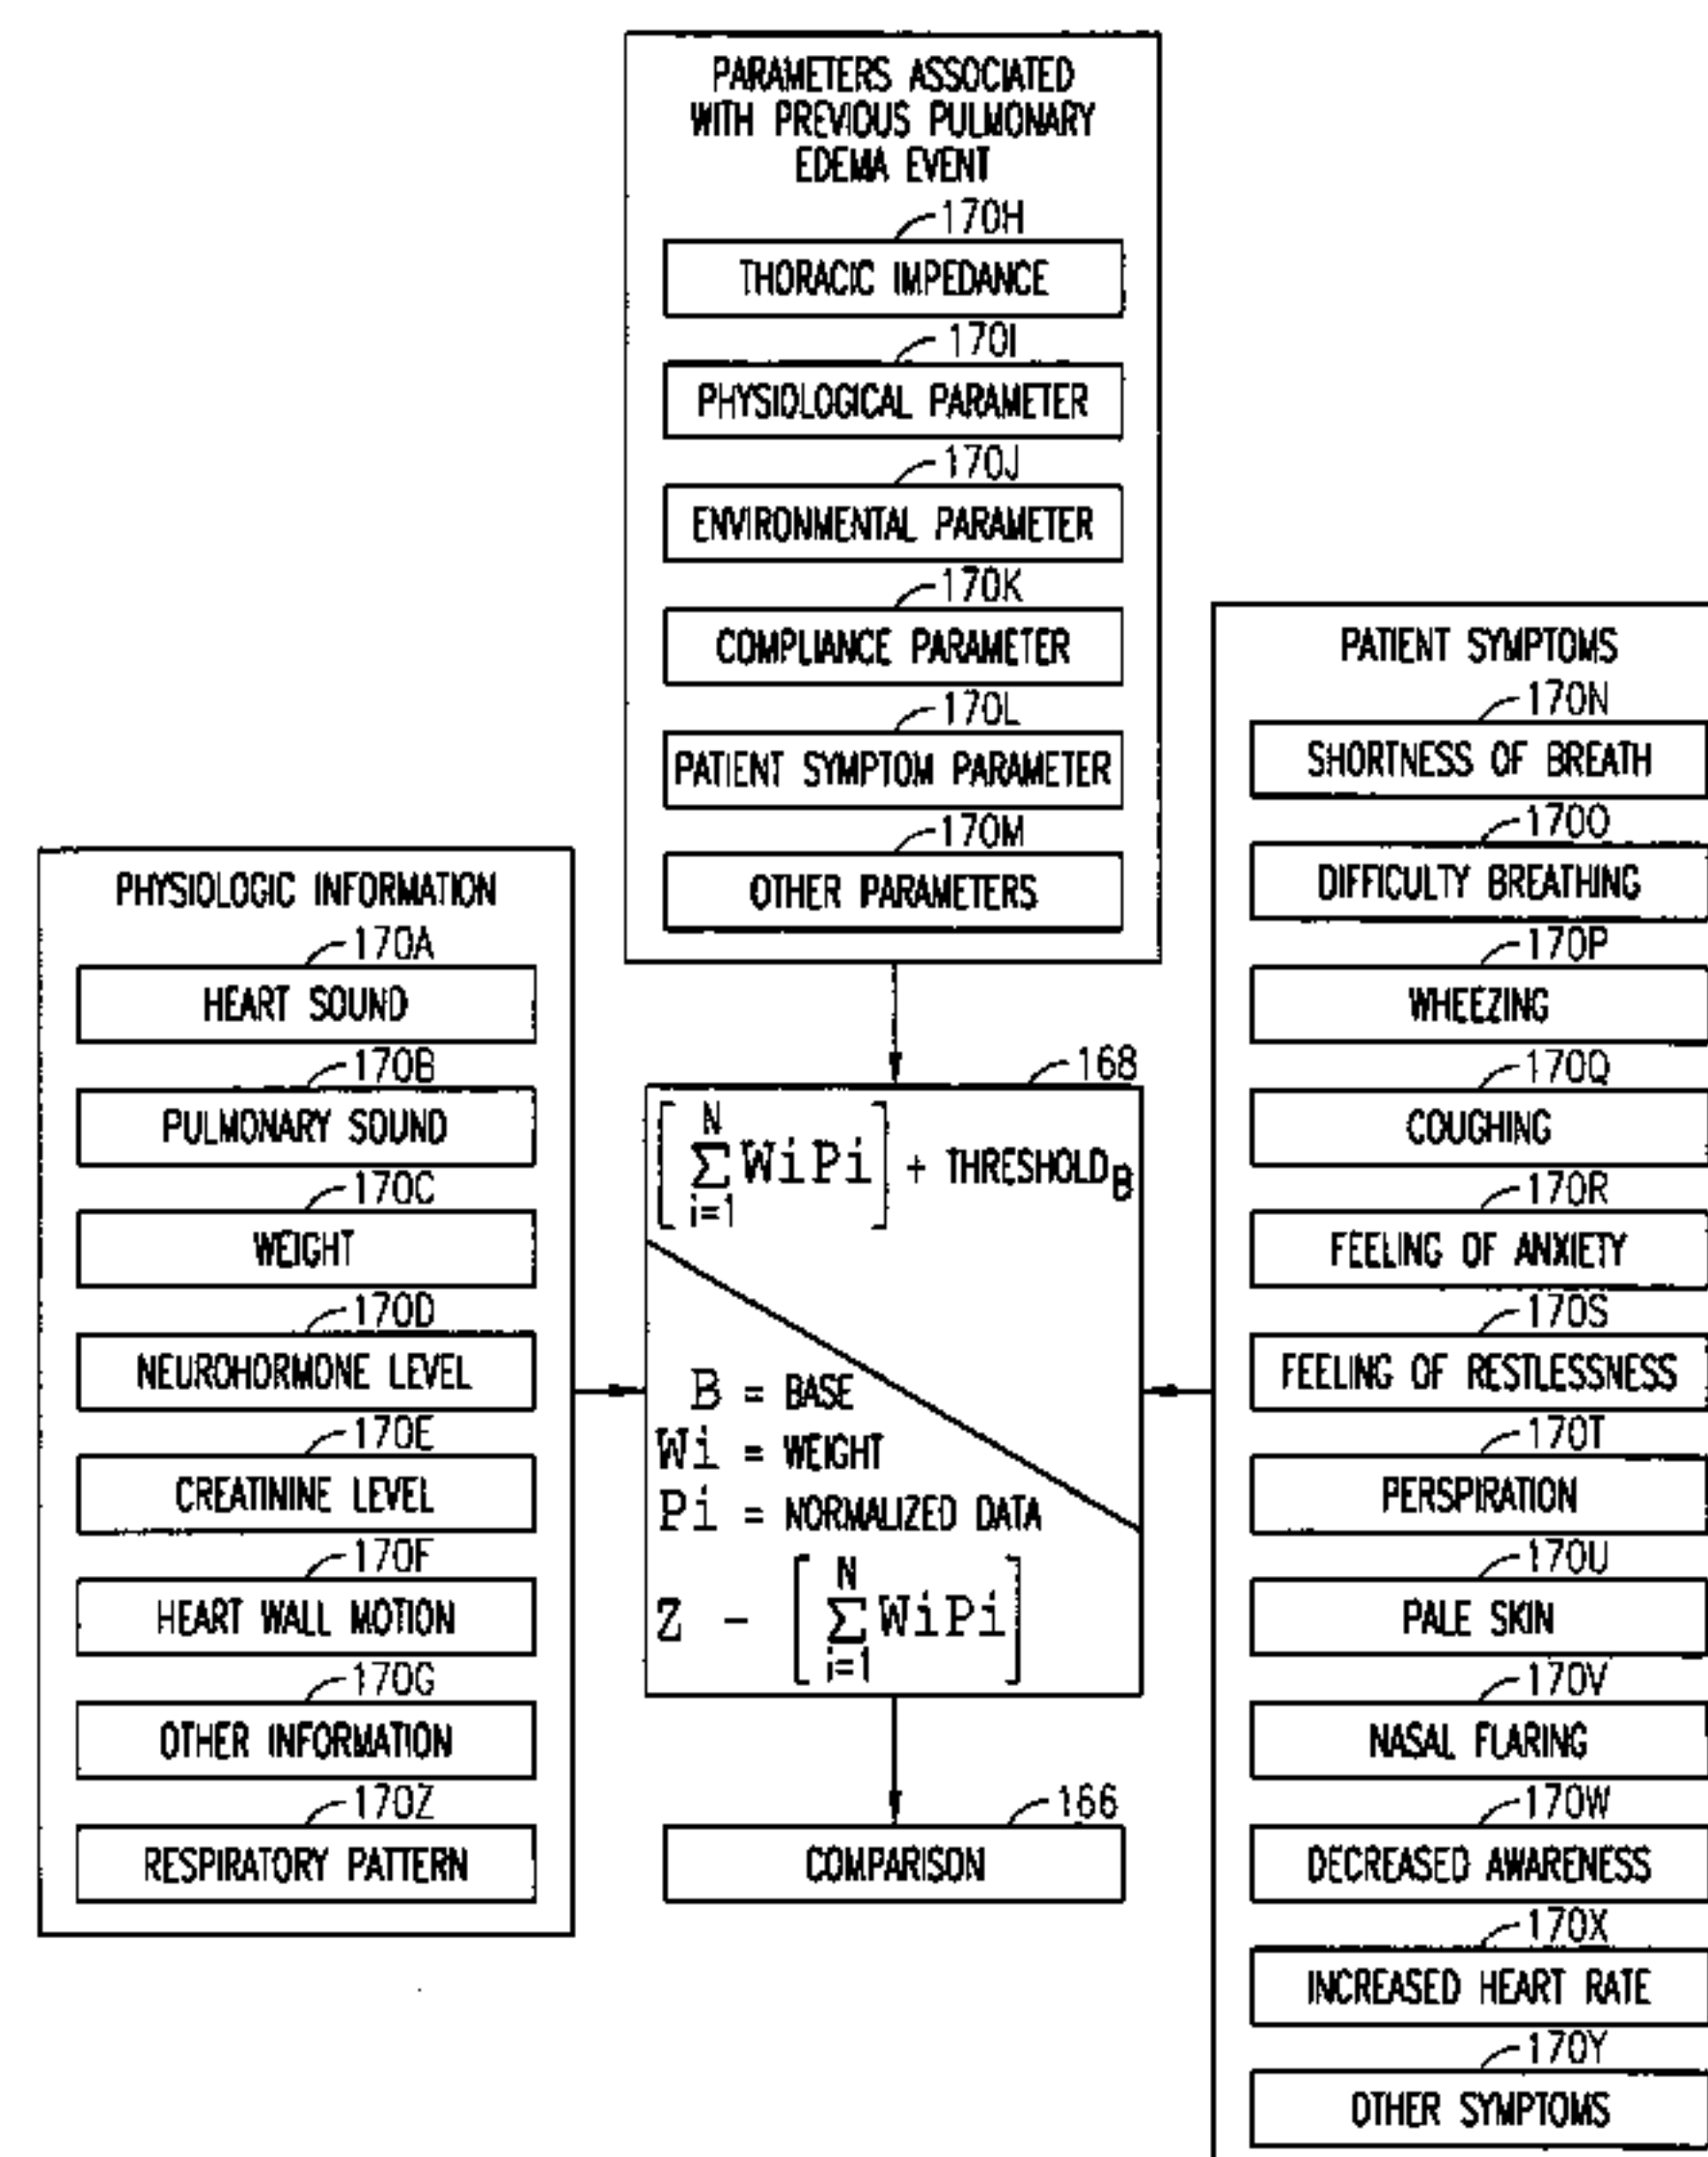 PARAMETERS ASSOCIATED
WITH PREVIOUS PULMONARY
EDEMA EVENT
170H
THORACIC IMPEDANCE
170I
PHYSIOLOGICAL PARAMETER
170J
ENVIRONMENTAL PARAMETER
170K
COMPLIANCE PARAMETER
170L
PATIENT SYMPTOM PARAMETER
170M
OTHER PARAMETERS
PHYSIOLOGIC INFORMATION
170A
HEART SOUND
170B
PULMONARY SOUND
170C
WEIGHT
170D
NEUROHORMONE LEVEL
170E
CREATININE LEVEL
170F
HEART WALL MOTION
170G
OTHER INFORMATION
170Z
RESPIRATORY PATTERN
168
[ N ∑ i=1 WiPi ] + THRESHOLD B
B = BASE
Wi = WEIGHT
Pi = NORMALIZED DATA
Z - [ N ∑ i=1 WiPi ]
166
COMPARISON
PATIENT SYMPTOMS
170N
SHORTNESS OF BREATH
170O
DIFFICULTY BREATHING
170P
WHEEZING
170Q
COUGHING
170R
FEELING OF ANXIETY
170S
FEELING OF RESTLESSNESS
170T
PERSPIRATION
170U
PALE SKIN
170V
NASAL FLARING
170W
DECREASED AWARENESS
170X
INCREASED HEART RATE
170Y
OTHER SYMPTOMS